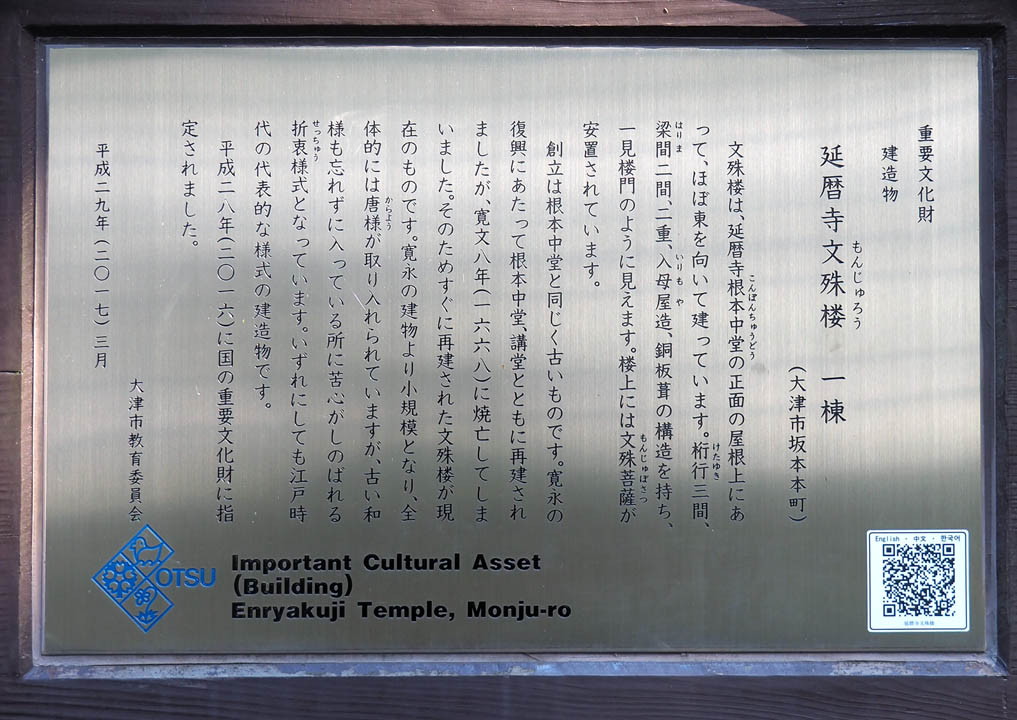 重要文化財
建造物
もんじゅろう
延暦寺文殊楼　一棟
（大津市坂本本町）
こんぽんちゅうどう
文殊楼は、延暦寺根本中堂の正面の屋根上にあ
けたゆき
って、ほぼ東を向いて建っています。桁行三間、
はりま　いりもや
梁間二間、二重、入母屋造、銅板葺の構造を持ち、
もんじゅぼさつ
一見楼門のように見えます。楼上には文殊菩薩が
安置されています。
創立は根本中堂と同じく古いものです。寛永の
復興にあたって根本中堂、講堂とともに再建され
ましたが、寛文八年（一六六八）に焼亡してしま
いました。そのためすぐに再建された文殊楼が現
在のものです。寛永の建物より小規模となり、全
からよう
体的には唐様が取り入れられていますが、古い和
様も忘れずに入っている所に苦心がしのばれる
せっちゅう
折衷様式となっています。いずれにしても江戸時
代の代表的な様式の建造物です。
平成二八年（二〇一六）に国の重要文化財に指
定されました。
平成二九年（二〇一七）三月
大津市教育委員会
OTSU
Important Cultural Asset
(Building)
Enryakuji Temple, Monju-ro
English ・ 中文 ・ 한국어
延暦寺文殊楼